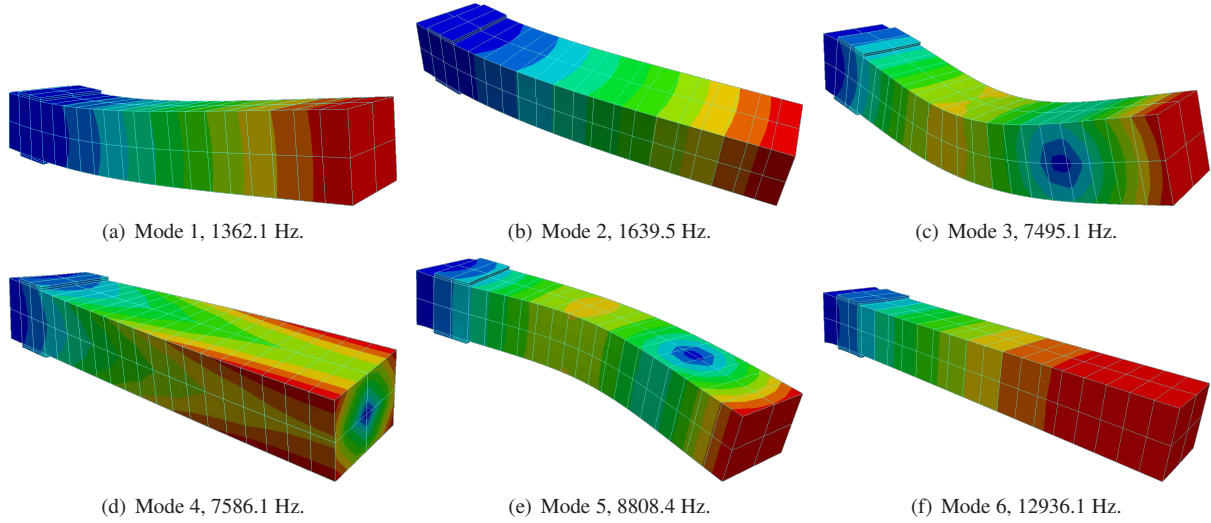 (a) Mode 1, 1362.1 Hz.
(b) Mode 2, 1639.5 Hz.
(c) Mode 3, 7495.1 Hz.
(d) Mode 4, 7586.1 Hz.
(e) Mode 5, 8808.4 Hz.
(f) Mode 6, 12936.1 Hz.